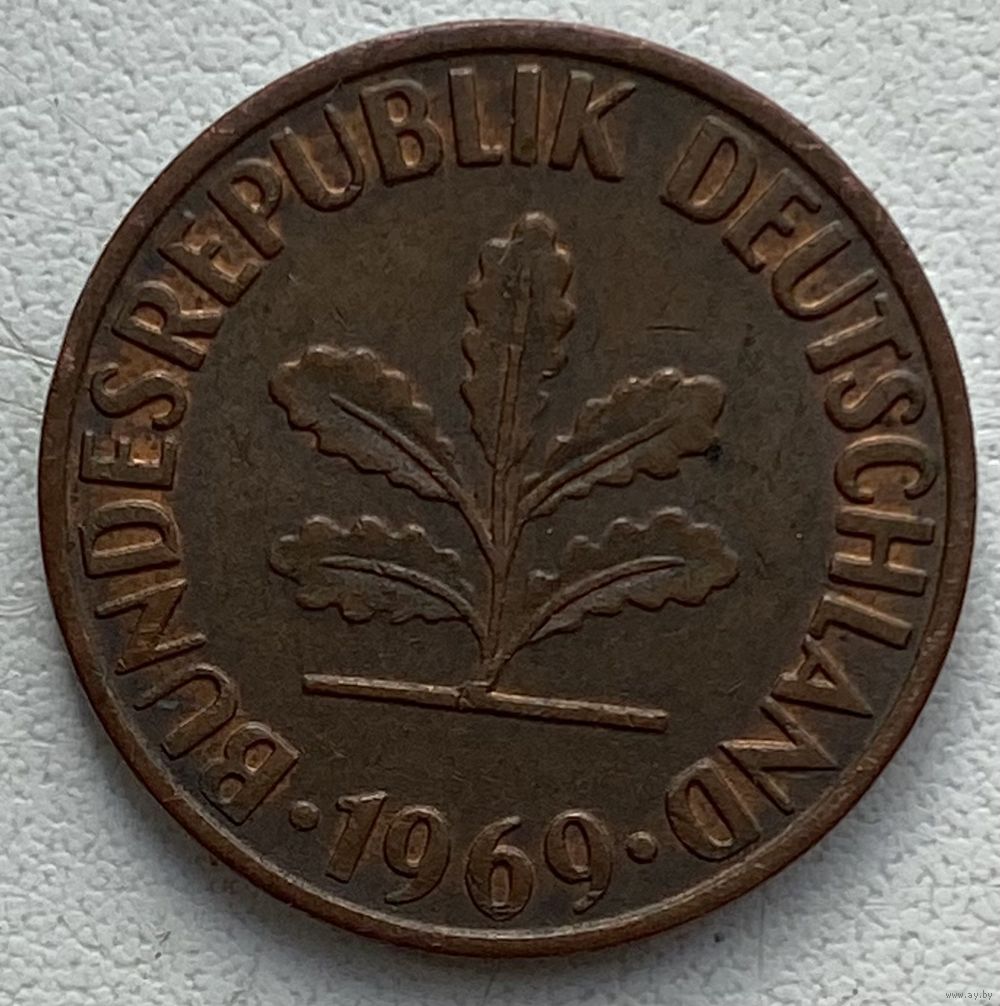 BUNDESREPUBLIK DEUTSCHLAND
· 1969 ·
www.ay.by